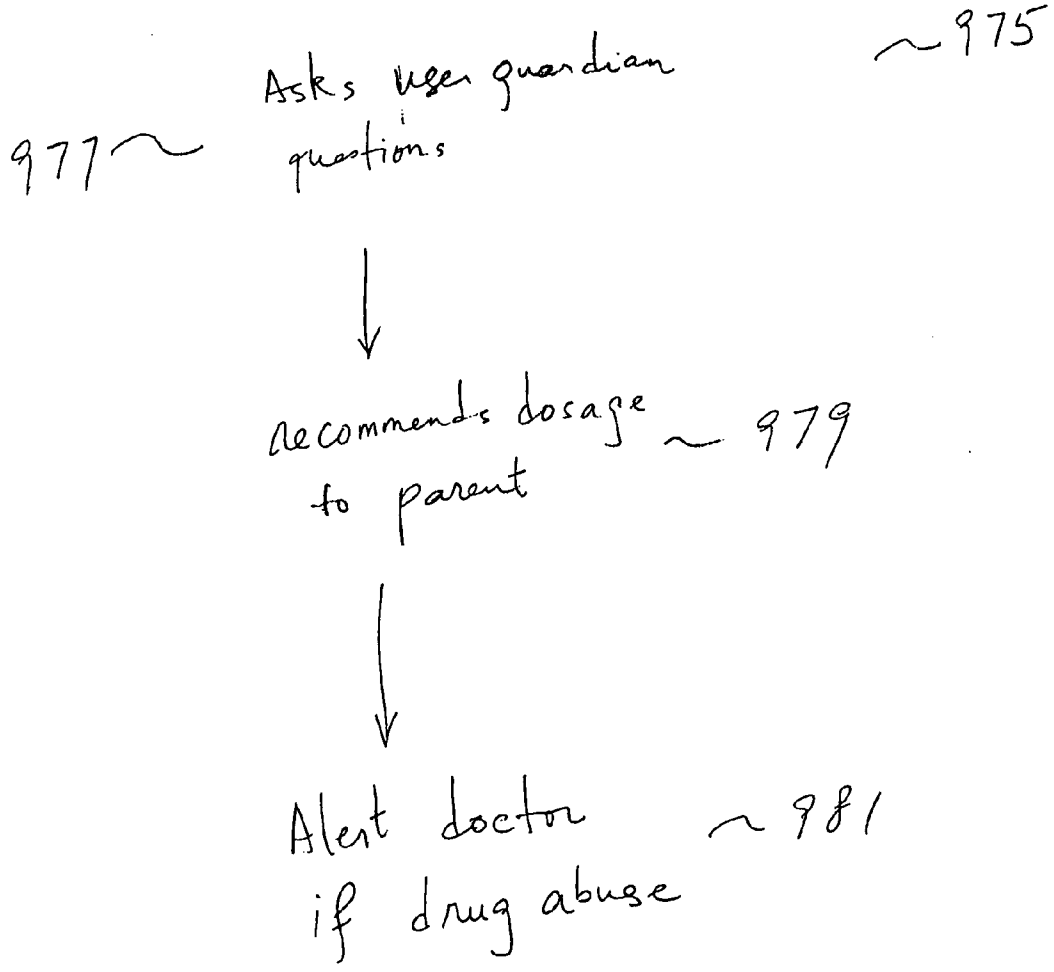 ~975
Asks user guardian
977~
questions
recommends dosage ~ 979
to parent
Alert doctor ~ 981
if drug abuse